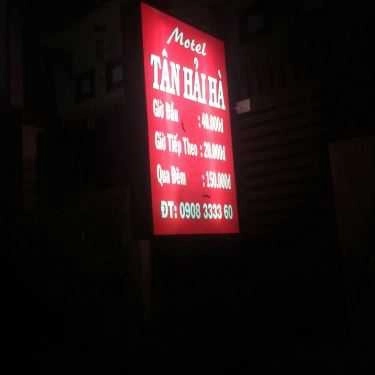 Motel
TÂN HẢI HÀ
Giờ Đầu : 40.000đ
Giờ Tiếp Theo : 20.000đ
Qua Đêm : 150.000đ
ĐT: 0908 3333 60